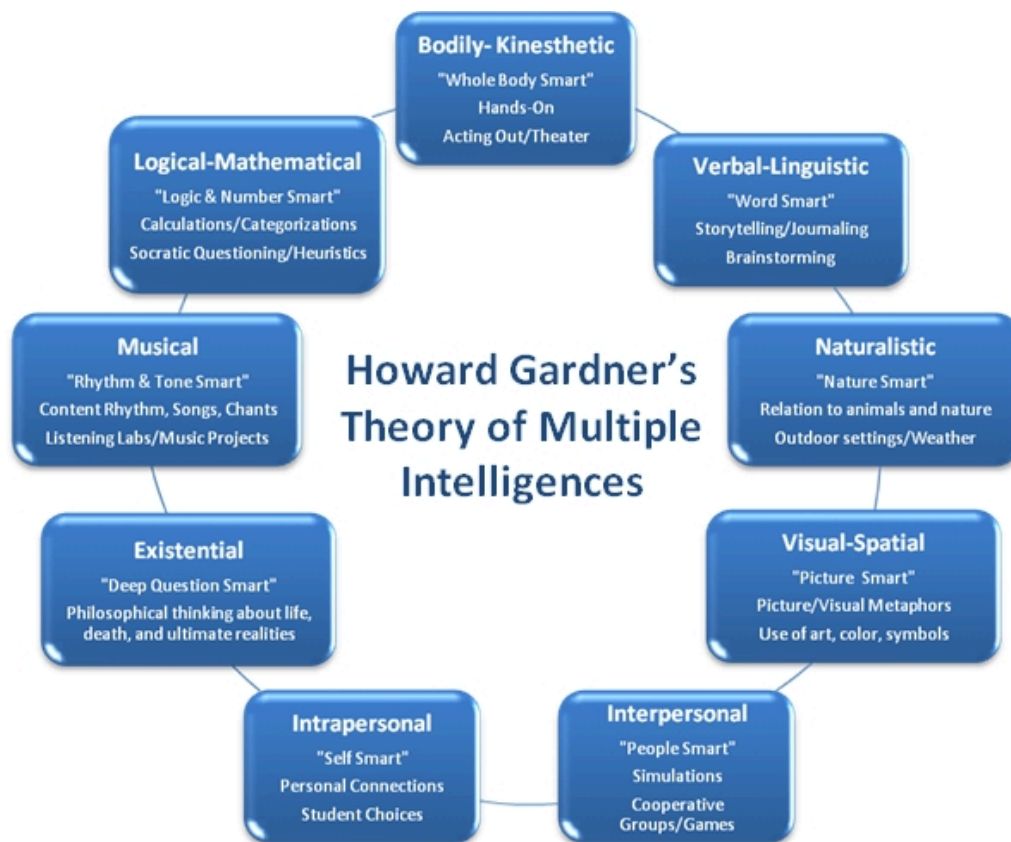 Bodily- Kinesthetic
"Whole Body Smart"
Hands-On
Acting Out/Theater
Verbal-Linguistic
"Word Smart"
Storytelling/Journaling
Brainstorming
Naturalistic
"Nature Smart"
Relation to animals and nature
Outdoor settings/Weather
Visual-Spatial
"Picture Smart"
Picture/Visual Metaphors
Use of art, color, symbols
Interpersonal
"People Smart"
Simulations
Cooperative
Groups/Games
Intrapersonal
"Self Smart"
Personal Connections
Student Choices
Existential
"Deep Question Smart"
Philosophical thinking about life,
death, and ultimate realities
Musical
"Rhythm & Tone Smart"
Content Rhythm, Songs, Chants
Listening Labs/Music Projects
Logical-Mathematical
"Logic & Number Smart"
Calculations/Categorizations
Socratic Questioning/Heuristics
Howard Gardner's
Theory of Multiple
Intelligences